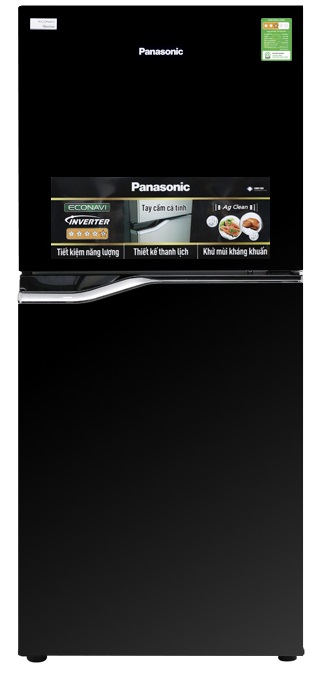 Panasonic
Panasonic
ECONAVI
INVERTER
Tay cầm cá tính
Ag Clean
Tiết kiệm năng lượng
Thiết kế thanh lịch
Khử mùi kháng khuẩn